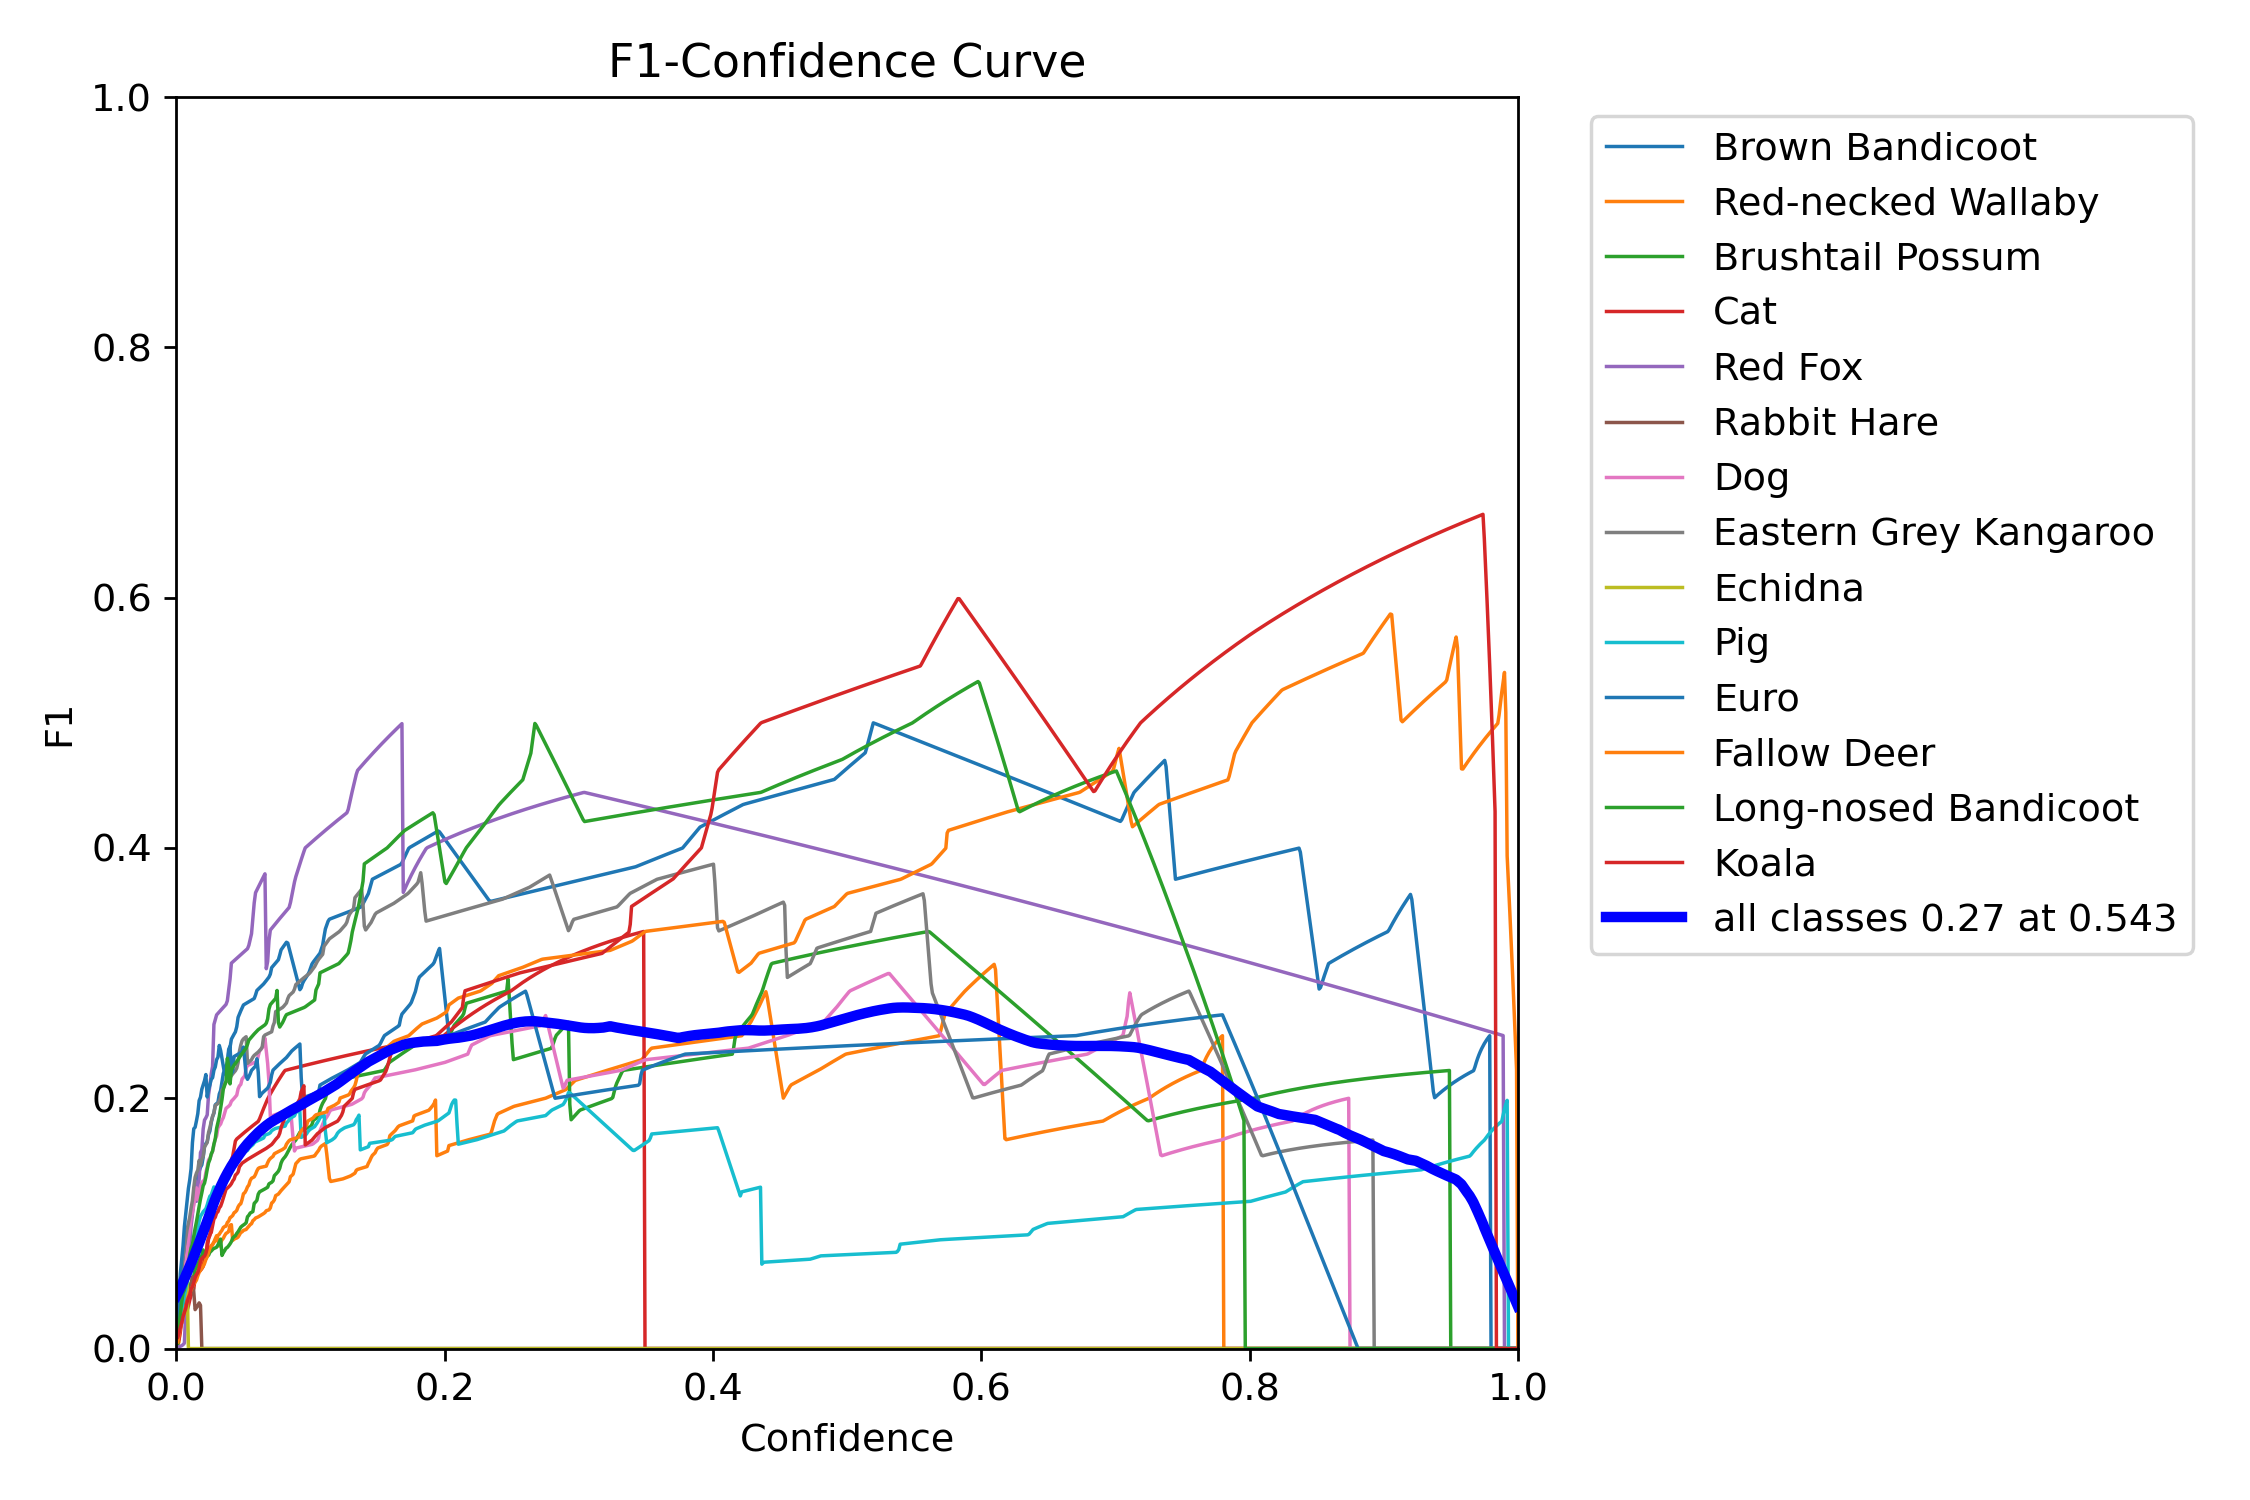 F1-Confidence Curve
1.0
0.8
0.6
0.4
0.2
0.0
F1
0.0 0.2 0.4 0.6 0.8 1.0
Confidence
Brown Bandicoot
Red-necked Wallaby
Brushtail Possum
Cat
Red Fox
Rabbit Hare
Dog
Eastern Grey Kangaroo
Echidna
Pig
Euro
Fallow Deer
Long-nosed Bandicoot
Koala
all classes 0.27 at 0.543